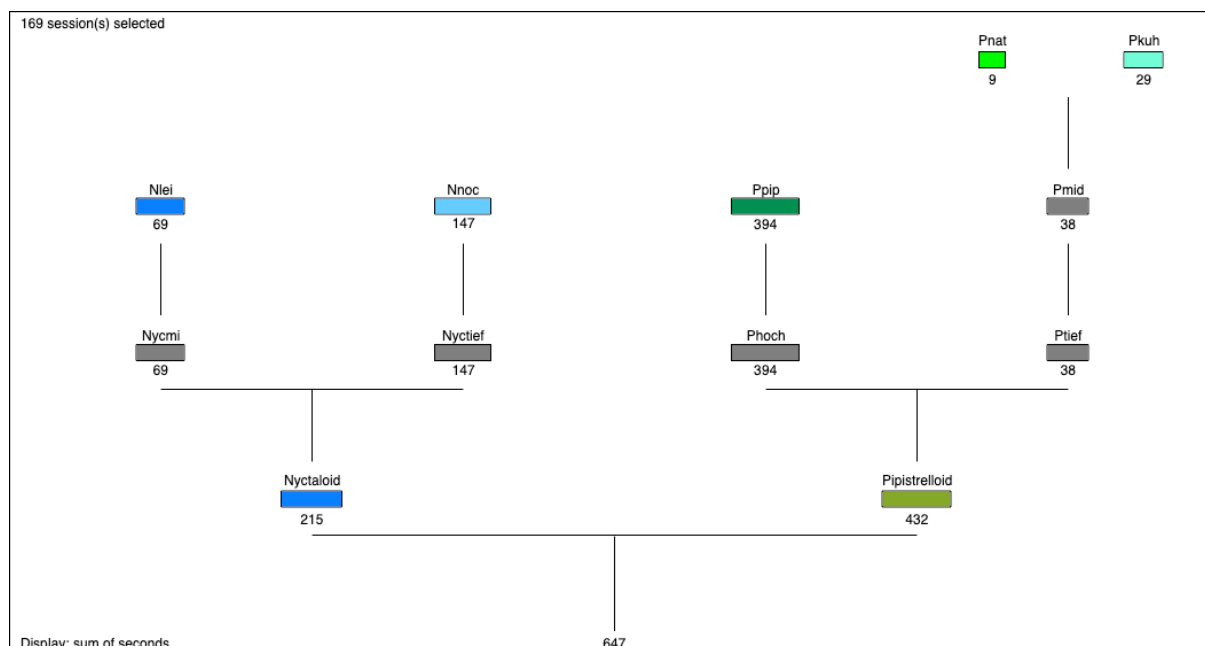 169 session(s) selected
Pnat Pkuh
9 29
Nlei Nnoc Ppip Pmid
69 147 394 38
Nycmi Nyctief Phoch Ptief
69 147 394 38
Nyctaloid Pipistrelloid
215 432
Display: sum of seconds 647